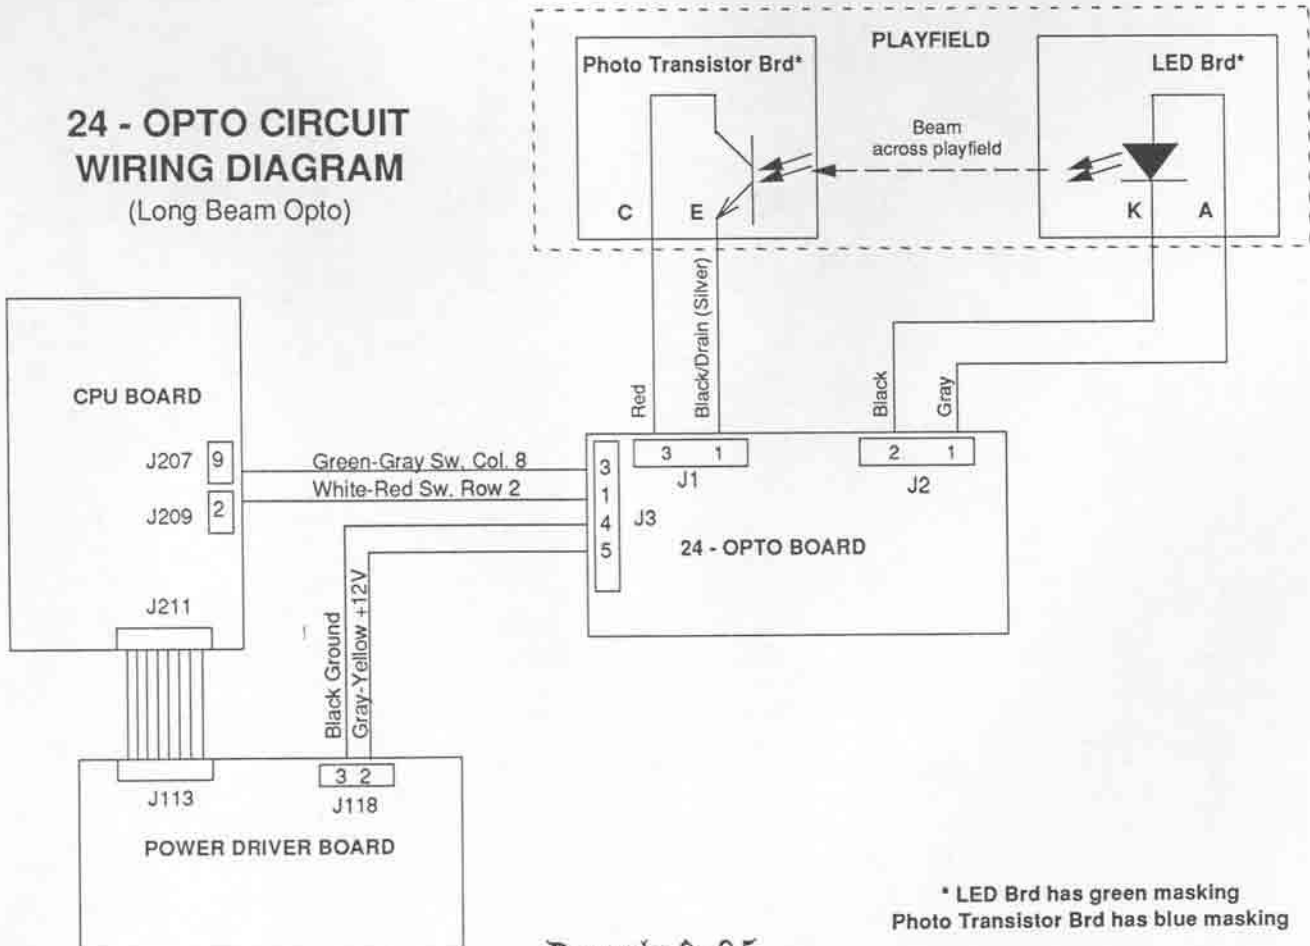 24 - OPTO CIRCUIT
WIRING DIAGRAM
(Long Beam Opto)
PLAYFIELD
Photo Transistor Brd*
LED Brd*
Beam
across playfield
C
E
K
A
Red
Black/Drain (Silver)
Black
Gray
CPU BOARD
J207
9
J209
2
J211
Green-Gray Sw. Col. 8
White-Red Sw. Row 2
3
1
4
5
J3
3 1
J1
2 1
J2
24 - OPTO BOARD
Black Ground
Gray-Yellow +12V
3 2
J113
J118
POWER DRIVER BOARD
* LED Brd has green masking
Photo Transistor Brd has blue masking